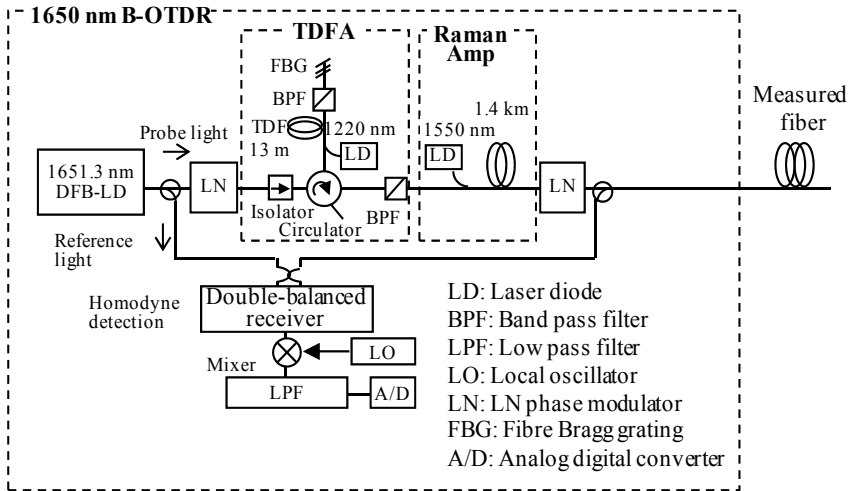 1650 nm B-OTDR
TDFA
Raman
Amp
FBG
BPF
TDF
13 m
1220 nm
LD
1550 nm
LD
1.4 km
Measured
fiber
Probe light
1651.3 nm
DFB-LD
LN
Isolator
Circulator
BPF
LN
Reference
light
Homodyne
detection
Double-balanced
receiver
Mixer
LO
LPF
A/D
LD: Laser diode
BPF: Band pass filter
LPF: Low pass filter
LO: Local oscillator
LN: LN phase modulator
FBG: Fibre Bragg grating
A/D: Analog digital converter